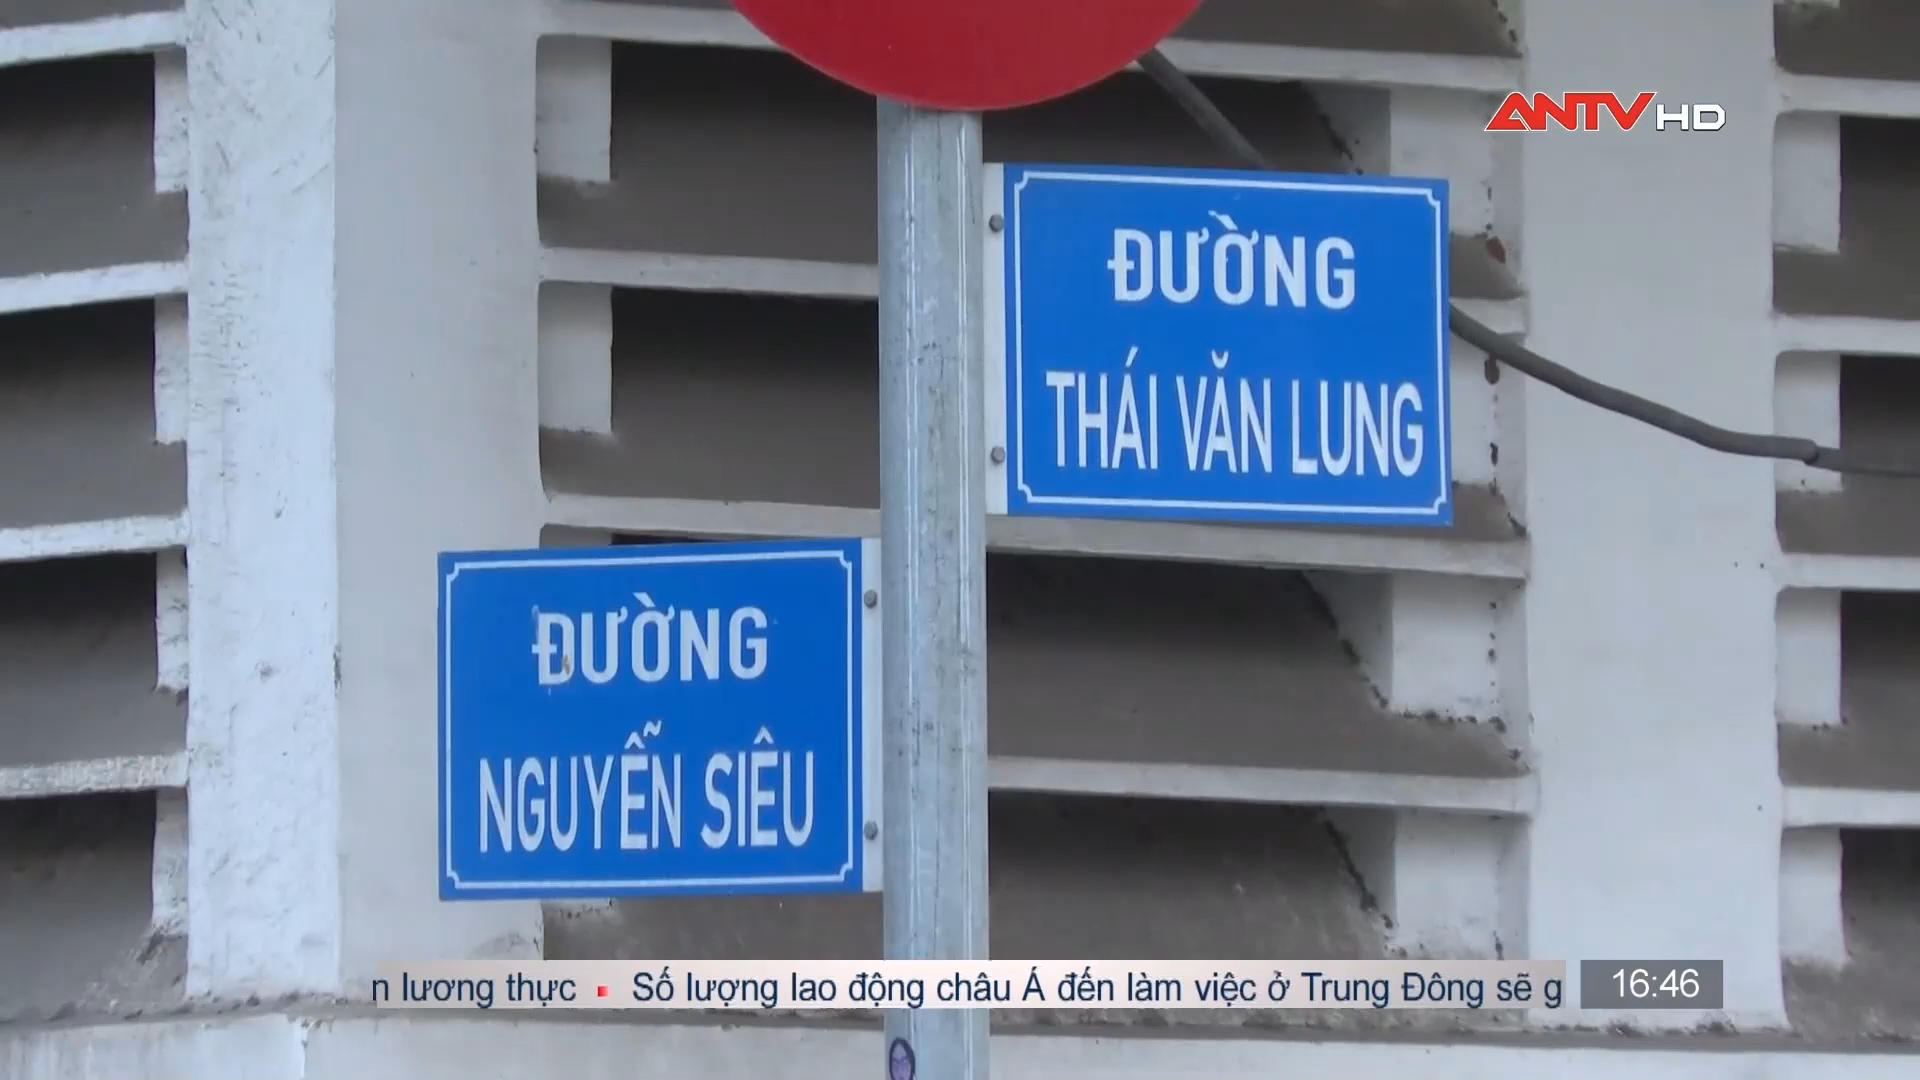 ANTV HD
ĐƯỜNG
THÁI VĂN LUNG
ĐƯỜNG
NGUYỄN SIÊU
n lương thực ▪ Số lượng lao động châu Á đến làm việc ở Trung Đông sẽ g
16:46